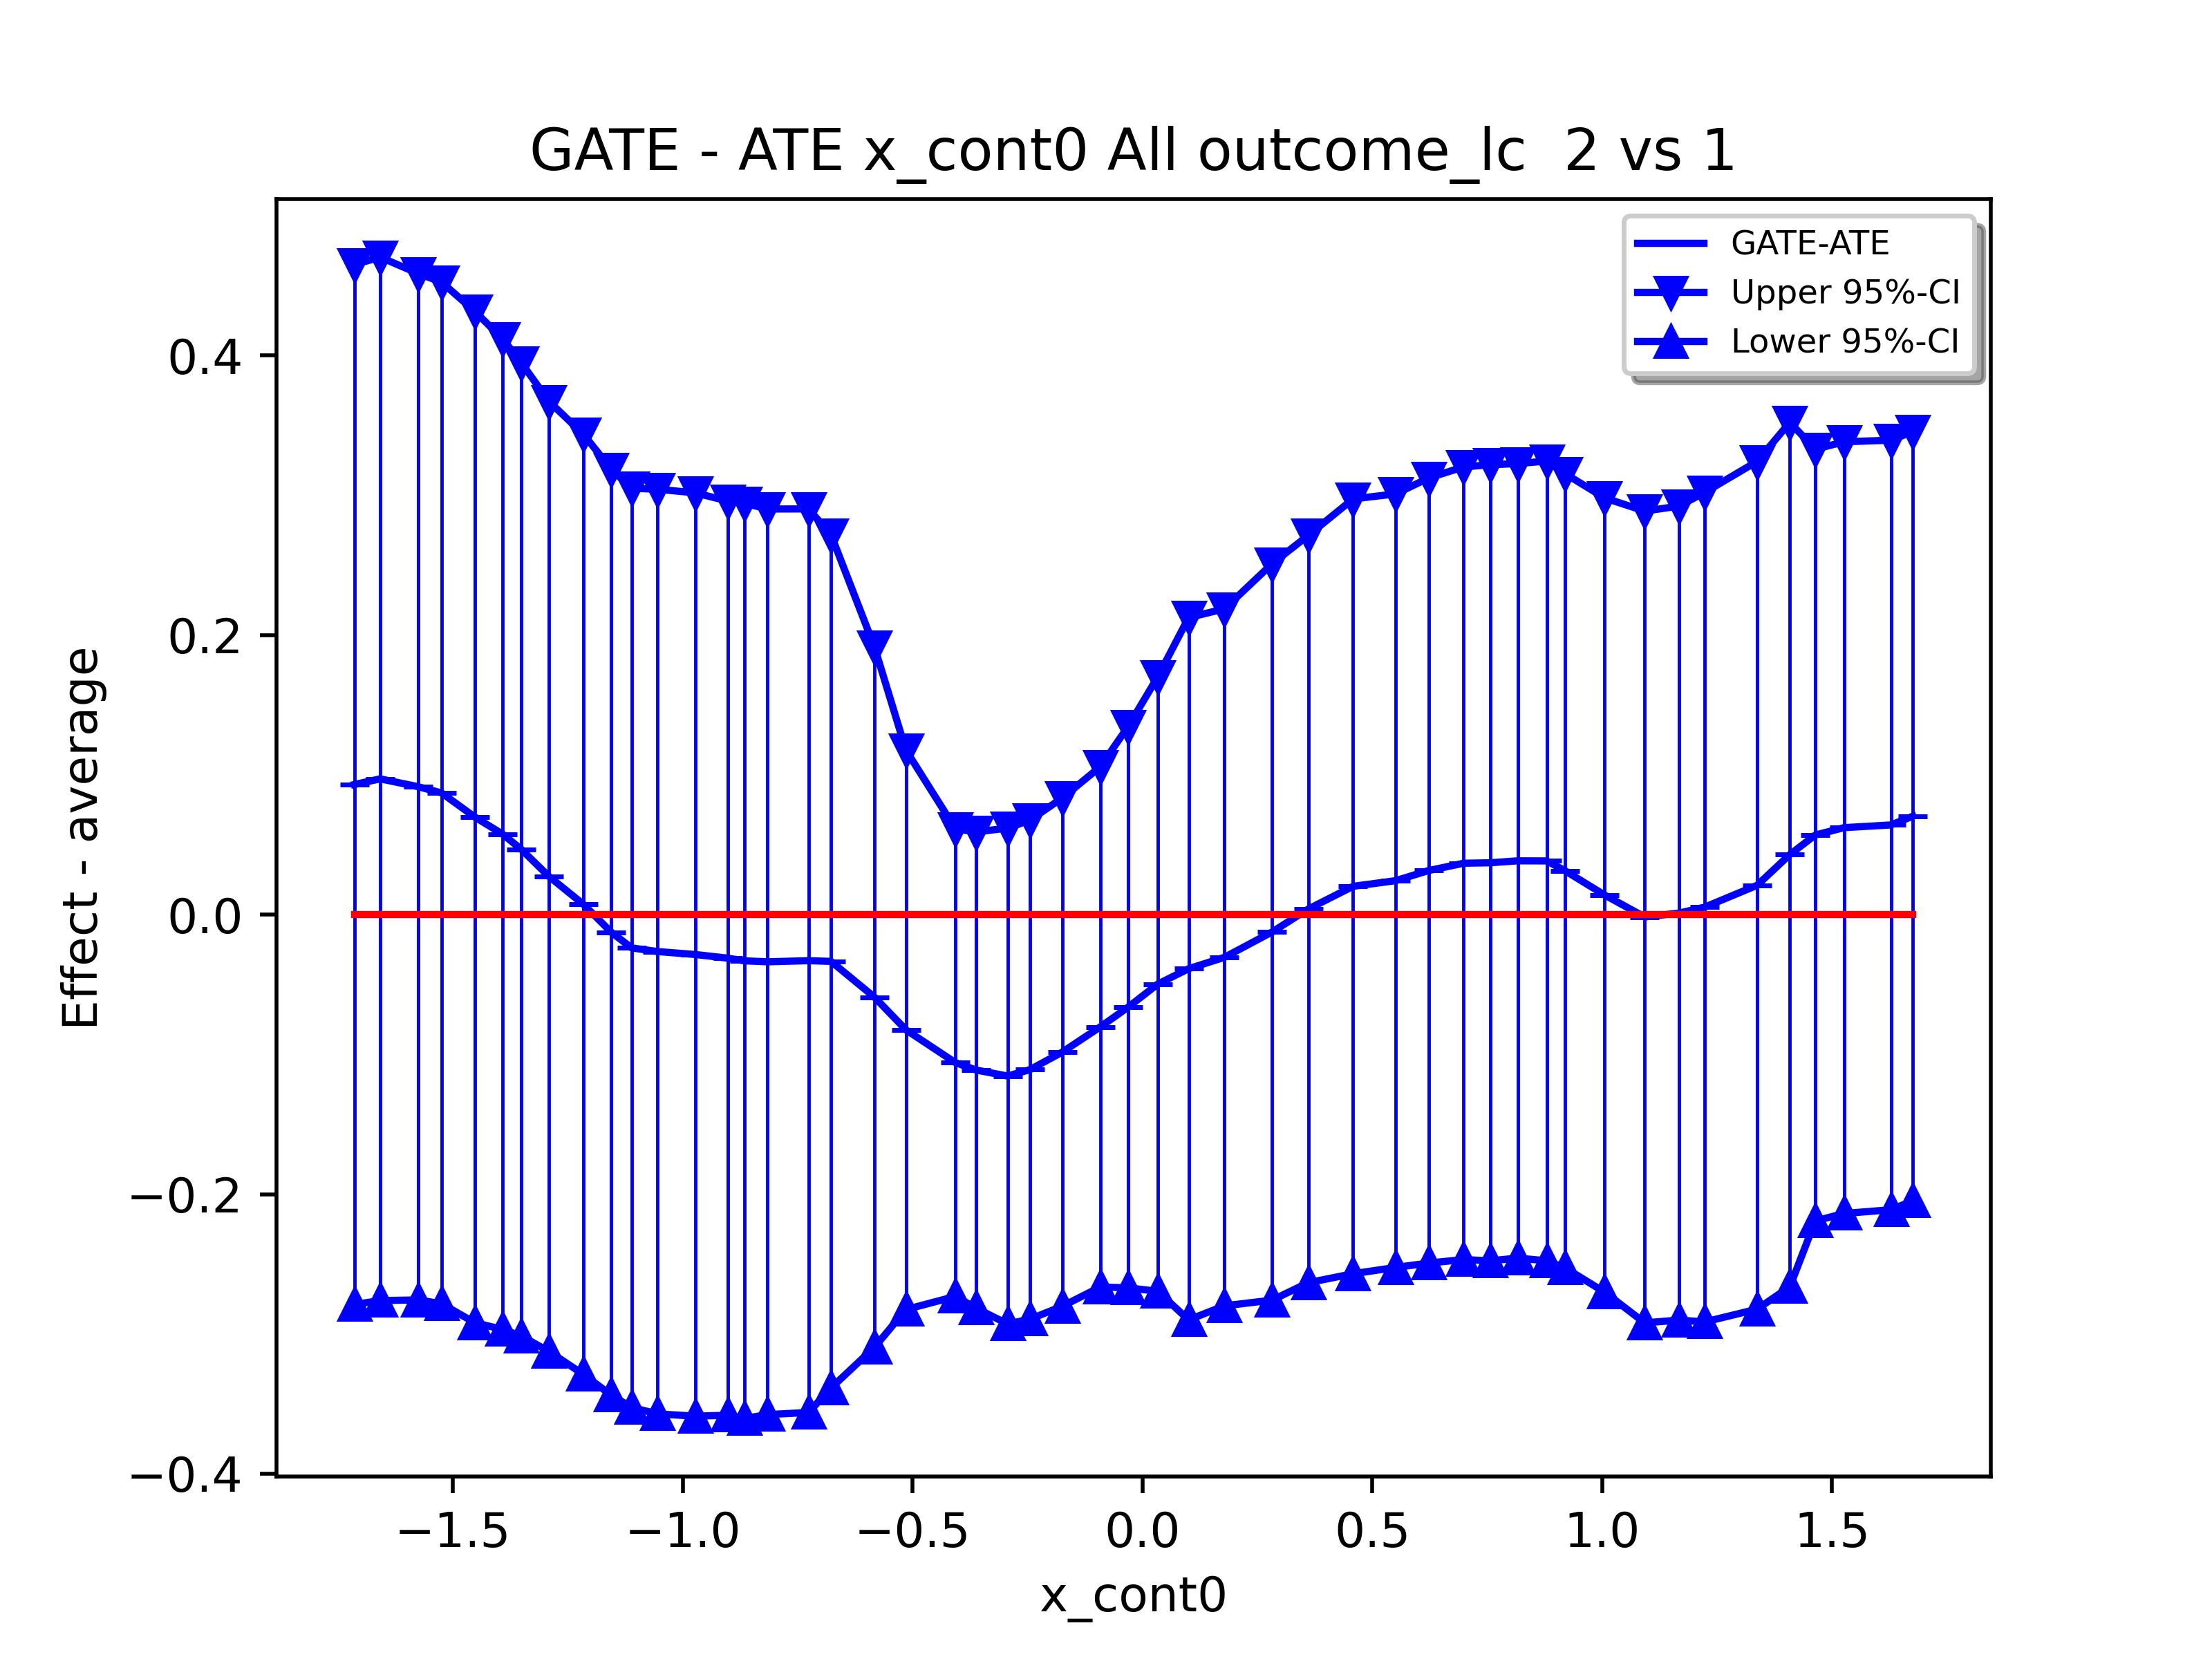 GATE - ATE x_cont0 All outcome_lc  2 vs 1
GATE-ATE
Upper 95%-CI
Lower 95%-CI
Effect - average
0.4
0.2
0.0
−0.2
−0.4
−1.5 −1.0 −0.5 0.0 0.5 1.0 1.5
x_cont0